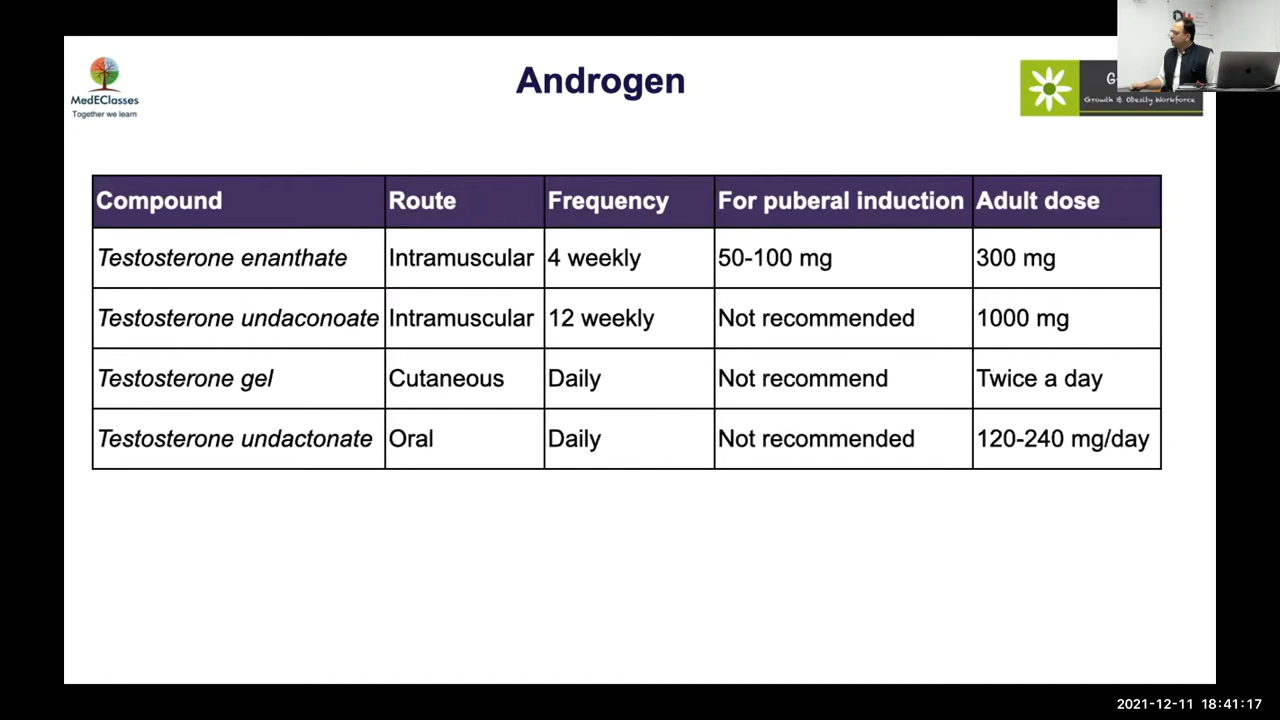 MedEClasses
Together we learn
Androgen
G
Growth & Obesity Workforce
Compound Route Frequency For puberal induction Adult dose
Testosterone enanthate Intramuscular 4 weekly 50-100 mg 300 mg
Testosterone undaconoate Intramuscular 12 weekly Not recommended 1000 mg
Testosterone gel Cutaneous Daily Not recommend Twice a day
Testosterone undactonate Oral Daily Not recommended 120-240 mg/day
2021-12-11 18:41:17